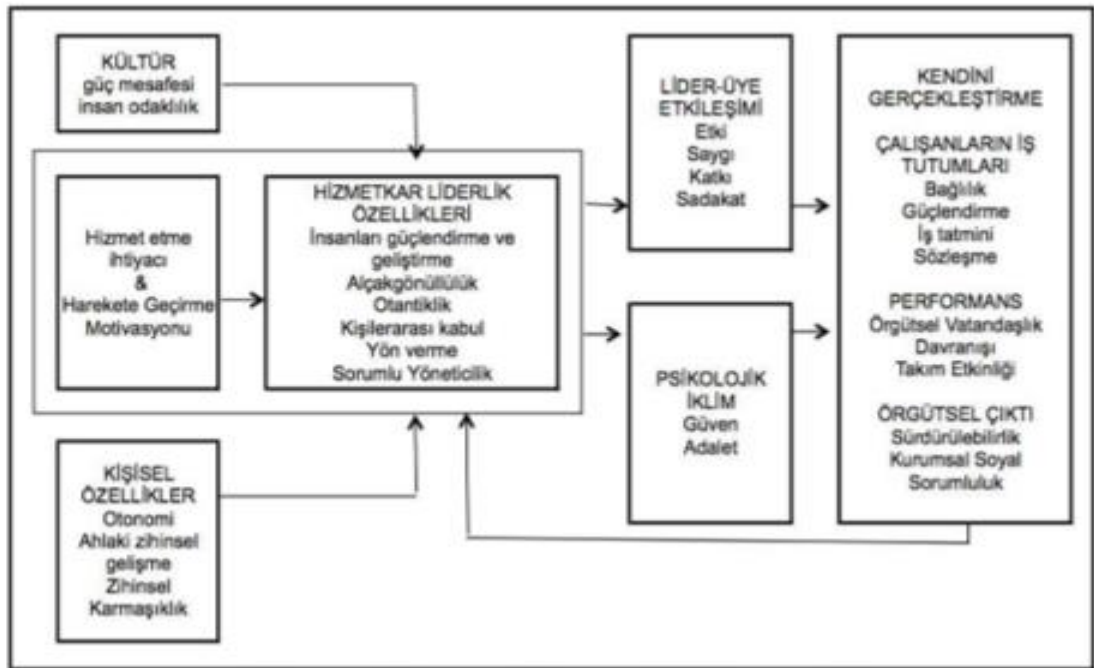 KÜLTÜR
güç mesafesi
insan odaklılık
Hizmet etme
ihtiyacı
&
Harekete Geçirme
Motivasyonu
HİZMETKAR LİDERLİK
ÖZELLİKLERİ
İnsanları güçlendirme ve
geliştirme
Alçakgönüllülük
Otantiklik
Kişilerarası kabul
Yön verme
Sorumlu Yöneticilik
KİŞİSEL
ÖZELLİKLER
Otonomi
Ahlaki zihinsel
gelişme
Zihinsel
Karmaşıklık
LİDER-ÜYE
ETKİLEŞİMİ
Etki
Saygı
Katkı
Sadakat
PSİKOLOJİK
İKLİM
Güven
Adalet
KENDİNİ
GERÇEKLEŞTİRME
ÇALIŞANLARIN İŞ
TUTUMLARI
Bağlılık
Güçlendirme
İş tatmini
Sözleşme
PERFORMANS
Örgütsel Vatandaşlık
Davranışı
Takım Etkinliği
ÖRGÜTSEL ÇIKTI
Sürdürülebilirlik
Kurumsal Soyal
Sorumluluk